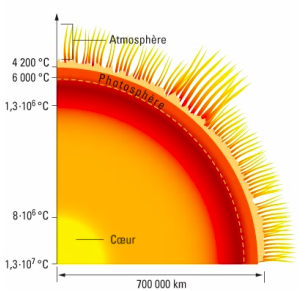 Atmosphère
4 200 °C
6 000 °C
Photosphère
1,3·10⁶ °C
8·10⁶ °C
Cœur
1,3·10⁷ °C
700 000 km